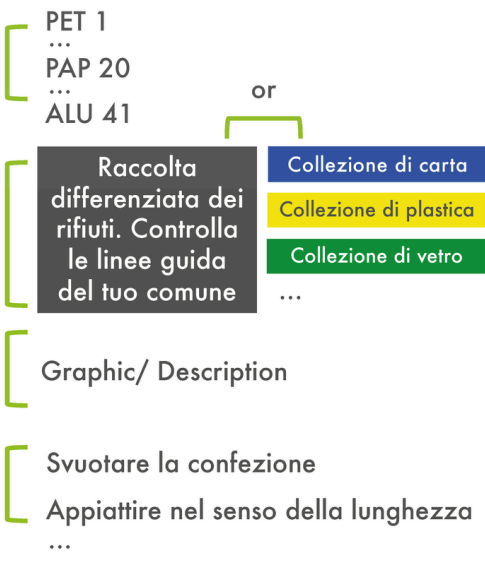 PET 1
...
PAP 20
...
ALU 41
or
Raccolta
differenziata dei
rifiuti. Controlla
le linee guida
del tuo comune
Collezione di carta
Collezione di plastica
Collezione di vetro
...
Graphic/ Description
Svuotare la confezione
Appiattire nel senso della lunghezza
...